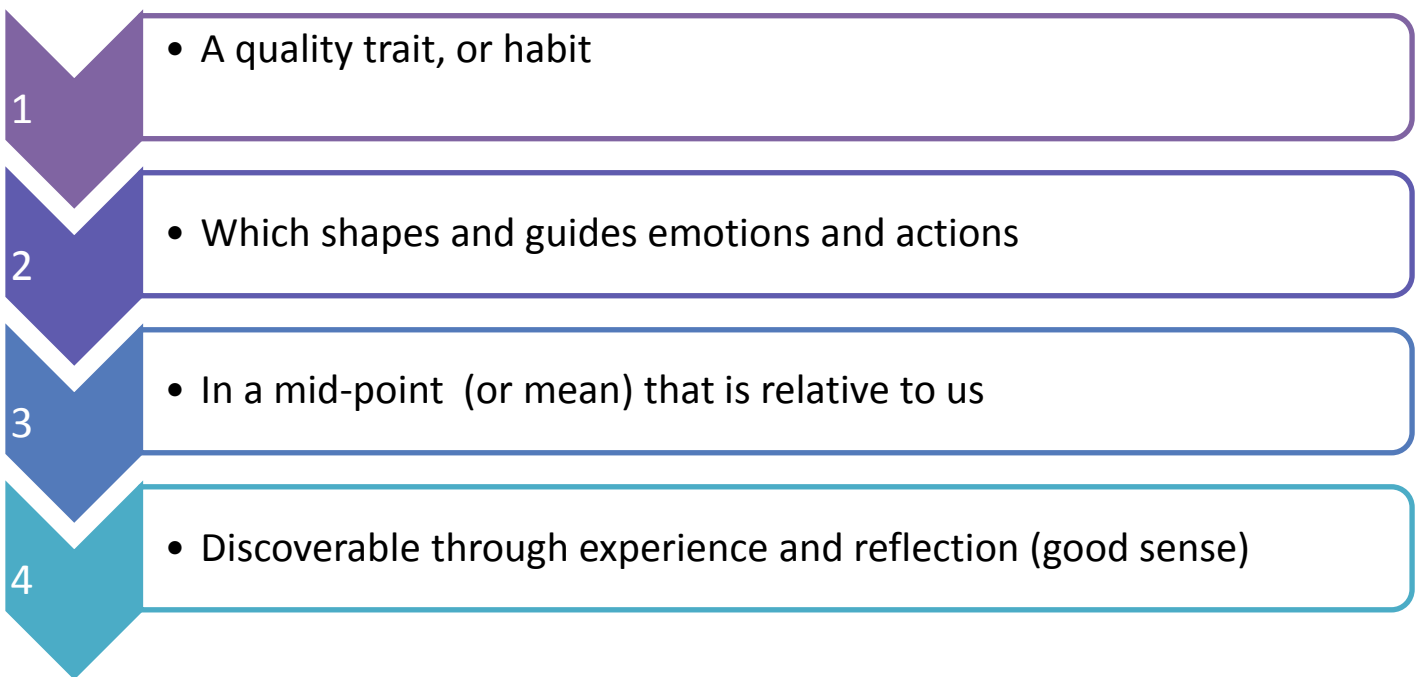 1
• A quality trait, or habit
2
• Which shapes and guides emotions and actions
3
• In a mid-point (or mean) that is relative to us
4
• Discoverable through experience and reflection (good sense)